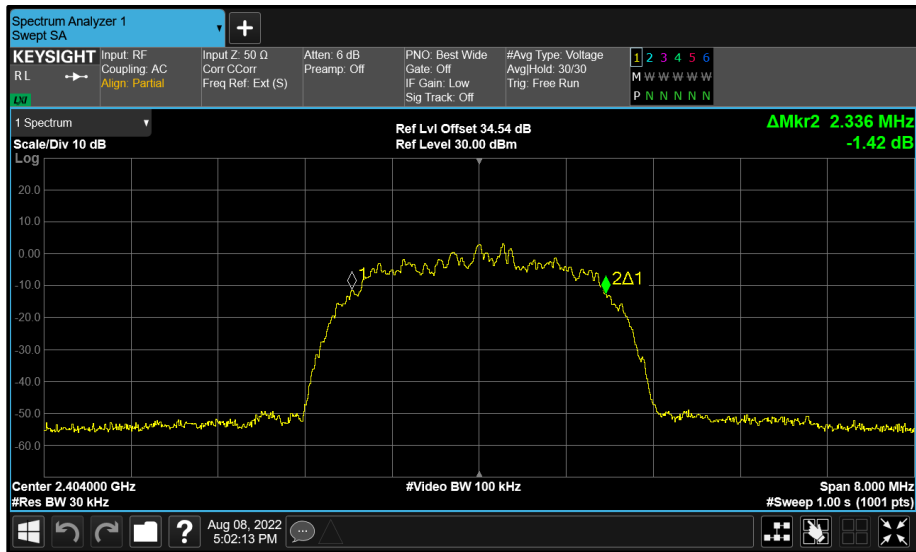 Spectrum Analyzer 1
Swept SA
+
KEYSIGHT
R L
LXI
Input: RF
Coupling: AC
Align: Partial
Input Z: 50 Ω
Corr CCorr
Freq Ref: Ext (S)
Atten: 6 dB
Preamp: Off
PNO: Best Wide
Gate: Off
IF Gain: Low
Sig Track: Off
#Avg Type: Voltage
Avg|Hold: 30/30
Trig: Free Run
1 2 3 4 5 6
M W W W W W
P N N N N N
1 Spectrum
Scale/Div 10 dB
Ref Lvl Offset 34.54 dB
Ref Level 30.00 dBm
ΔMkr2 2.336 MHz
-1.42 dB
Log
20.0
10.0
0.00
-10.0
-20.0
-30.0
-40.0
-50.0
-60.0
1
2Δ1
Center 2.404000 GHz
#Res BW 30 kHz
#Video BW 100 kHz
Span 8.000 MHz
#Sweep 1.00 s (1001 pts)
?
Aug 08, 2022
5:02:13 PM